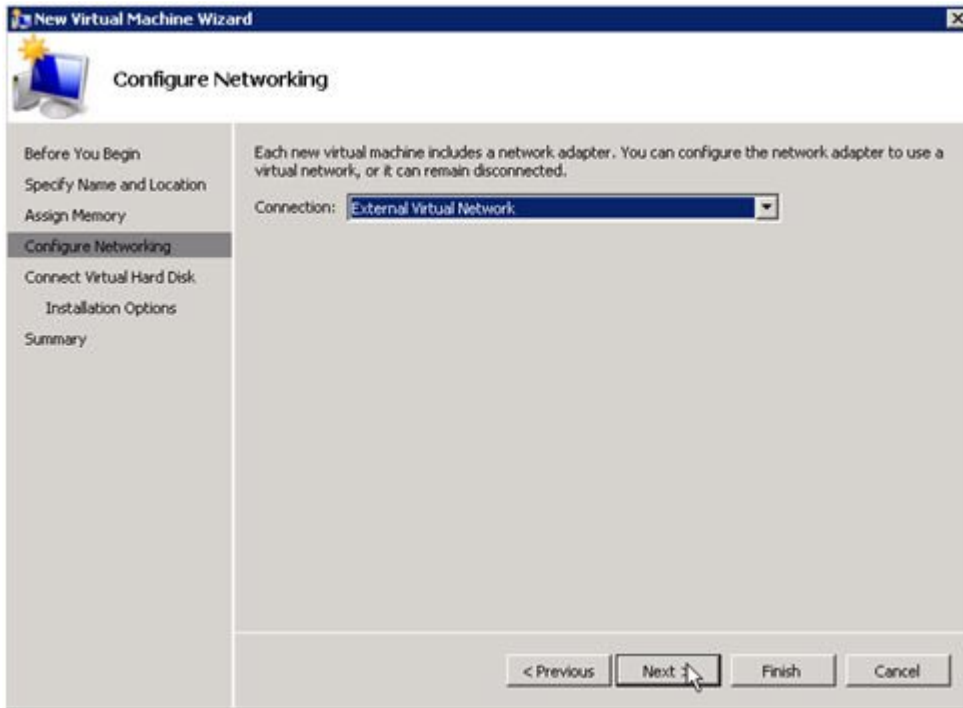 New Virtual Machine Wizard
Configure Networking
Before You Begin
Specify Name and Location
Assign Memory
Configure Networking
Connect Virtual Hard Disk
Installation Options
Summary
Each new virtual machine includes a network adapter. You can configure the network adapter to use a
virtual network, or it can remain disconnected.
Connection: External Virtual Network
< Previous Next > Finish Cancel